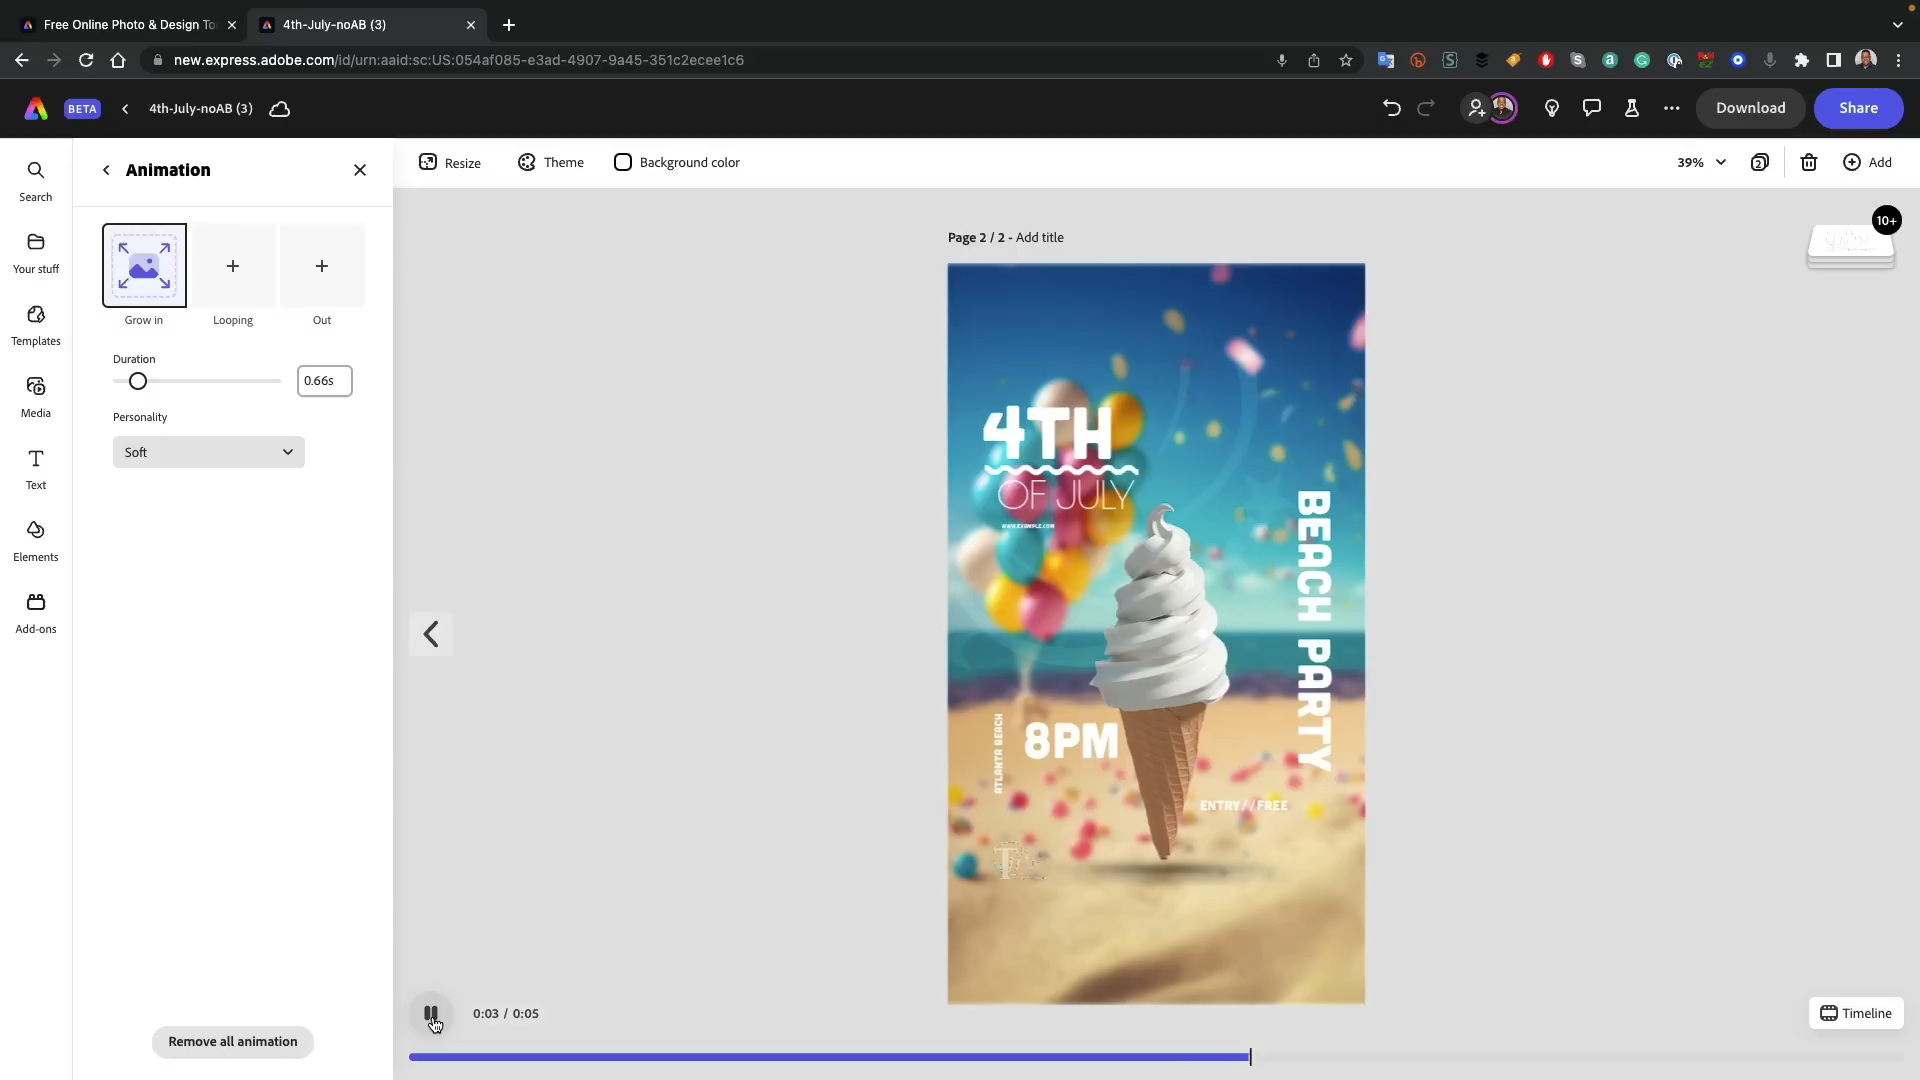 Free Online Photo & Design To
4th-July-noAB (3)
new.express.adobe.com/id/urn:aaid:sc:US:054af085-e3ad-4907-9a45-351c2ecee1c6
BETA
4th-July-noAB (3)
Download
Share
Search
Your stuff
Templates
Media
Text
Elements
Add-ons
Animation
Grow in
Looping
Out
Duration
0.66s
Personality
Soft
Remove all animation
Resize
Theme
Background color
39%
2
Add
10+
Page 2 / 2 - Add title
4TH
OF JULY
WWW.EXAMPLE.COM
BEACH PARTY
ATLANTA BEACH
8PM
ENTRY//FREE
0:03 / 0:05
Timeline